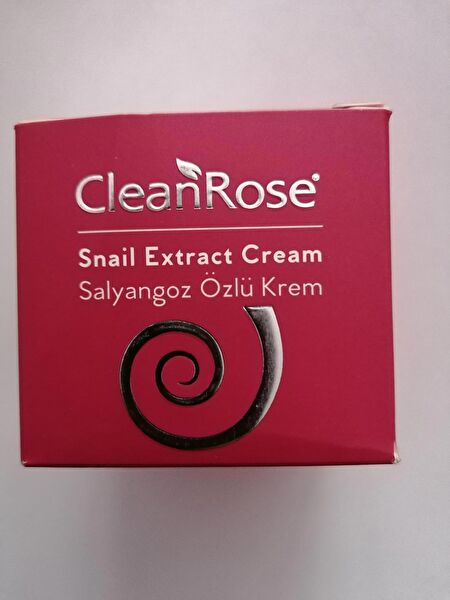 CleanRose®
Snail Extract Cream
Salyangoz Özlü Krem